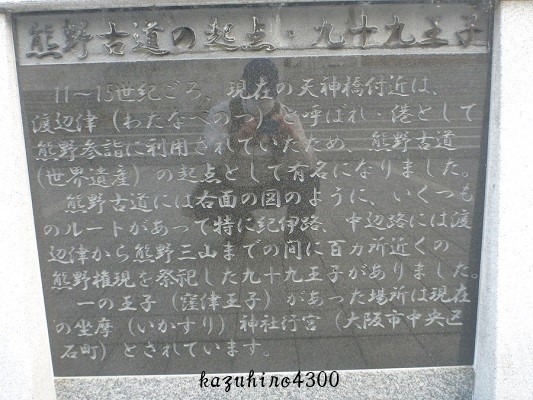 熊野古道の起点・九十九王子
11〜15世紀ごろ、現在の天神橋付近は、
渡辺津（わたなべのつ）と呼ばれ、港として
熊野参詣に利用されていたため、熊野古道
（世界遺産）の起点として有名になりました。
熊野古道には右面の図のように、いくつも
のルートがあって特に紀伊路、中辺路には渡
辺津から熊野三山までの間に百カ所近くの
熊野権現を祭祀した九十九王子がありました。
一の王子（窪津王子）があった場所は現在
の坐摩（いかすり）神社行宮（大阪市中央区
石町）とされています。
kazuhiro4300